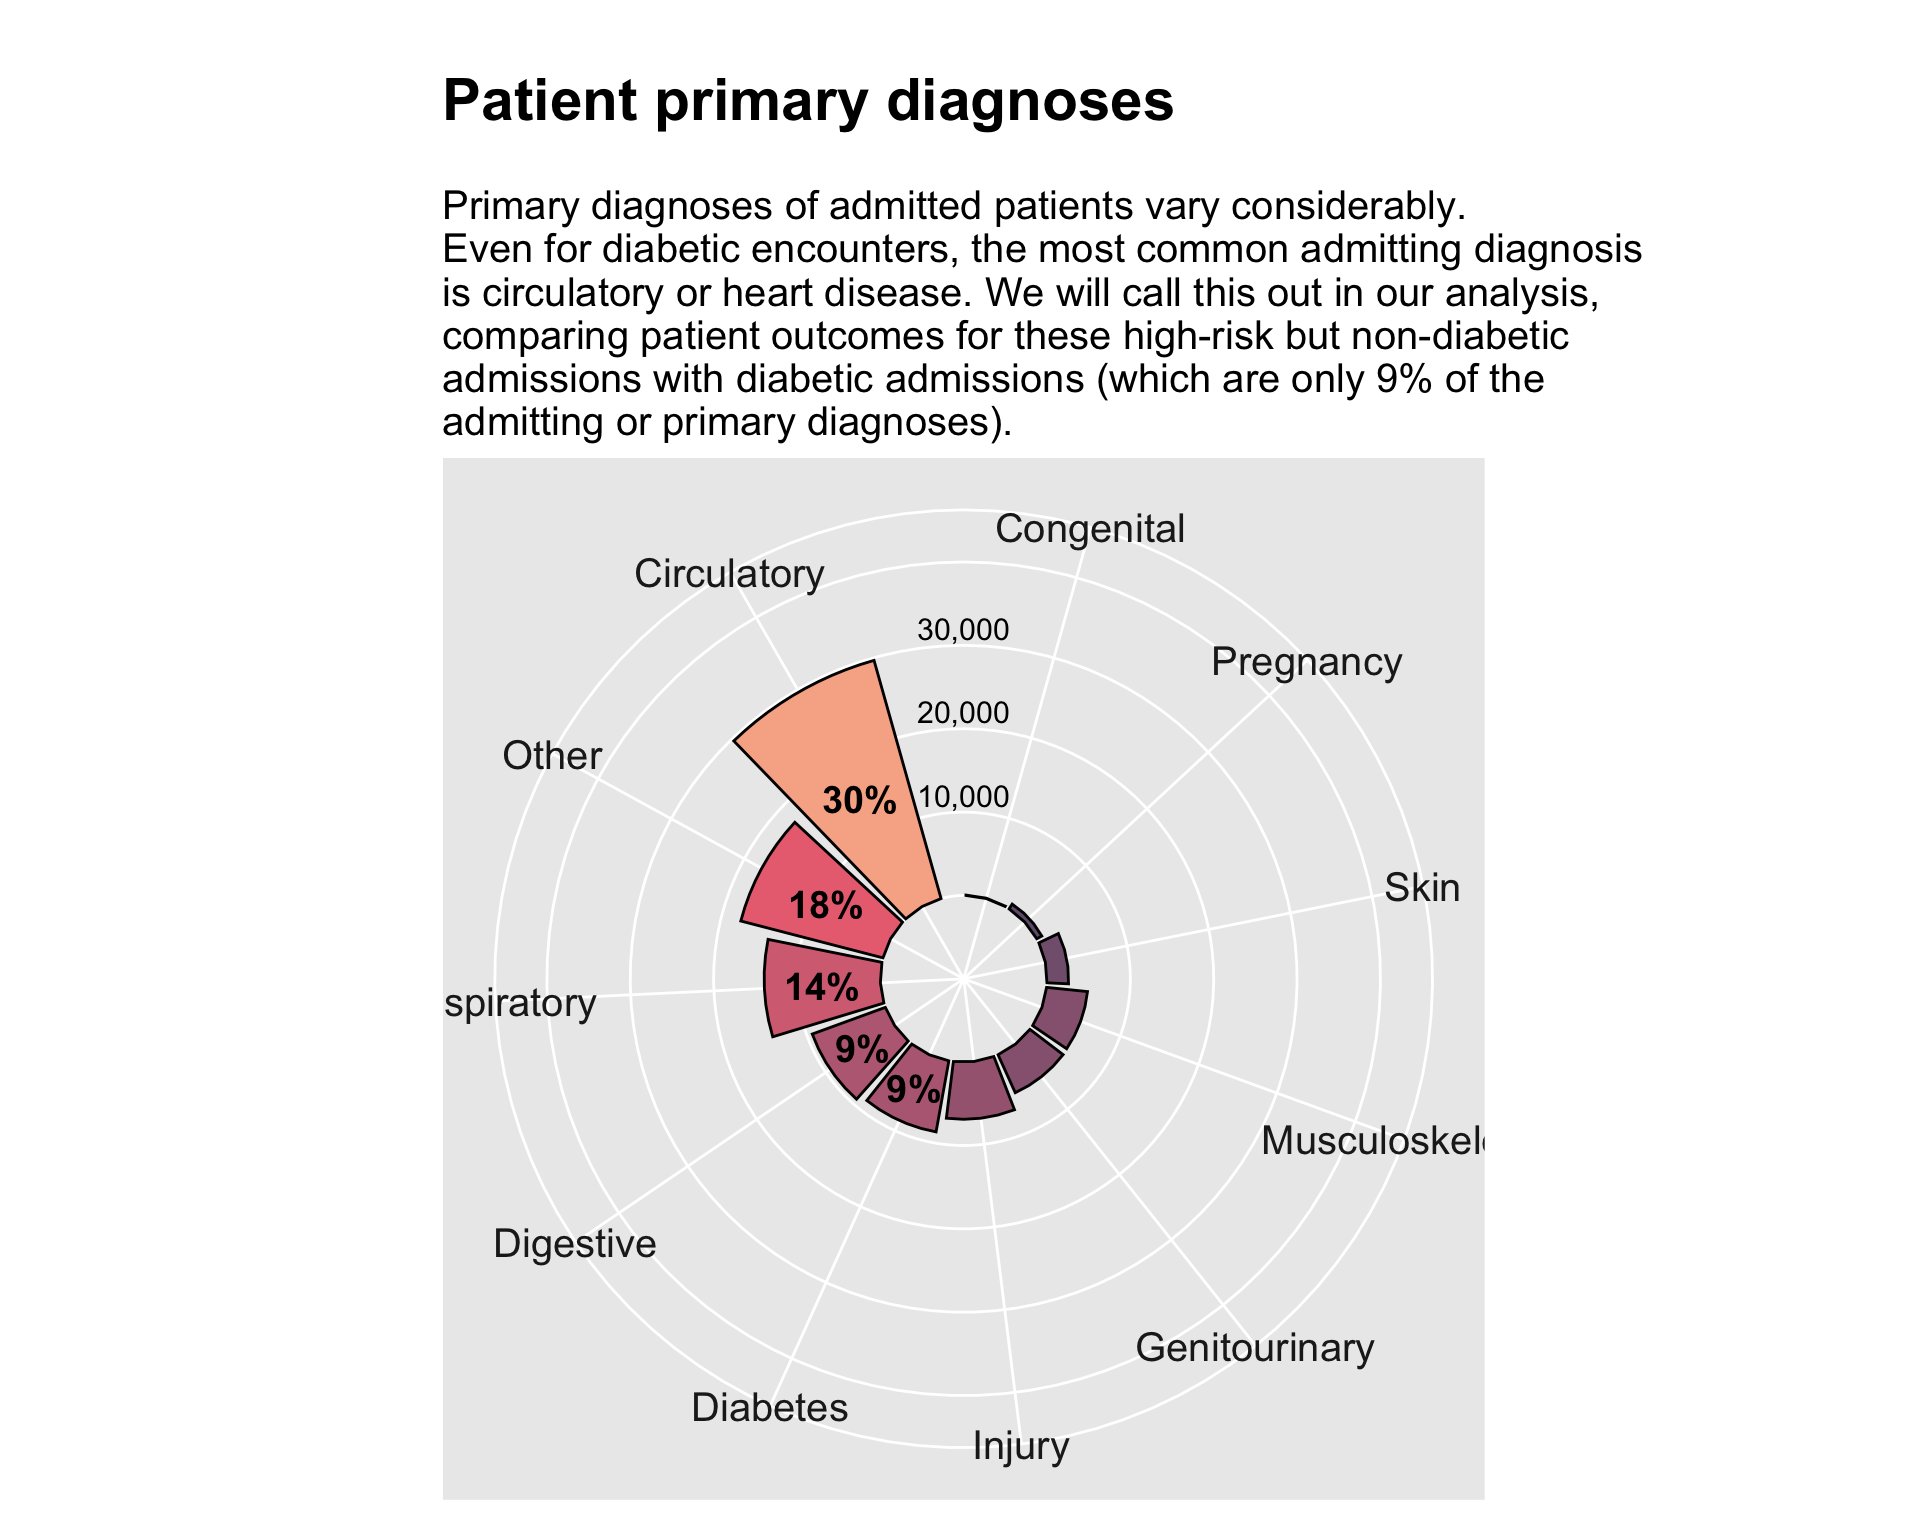 Patient primary diagnoses
Primary diagnoses of admitted patients vary considerably.
Even for diabetic encounters, the most common admitting diagnosis
is circulatory or heart disease. We will call this out in our analysis,
comparing patient outcomes for these high-risk but non-diabetic
admissions with diabetic admissions (which are only 9% of the
admitting or primary diagnoses).
Congenital
Circulatory
30,000
Pregnancy
20,000
Other
30%
10,000
Skin
18%
14%
spiratory
9%
9%
Musculoskel
Digestive
Genitourinary
Diabetes
Injury